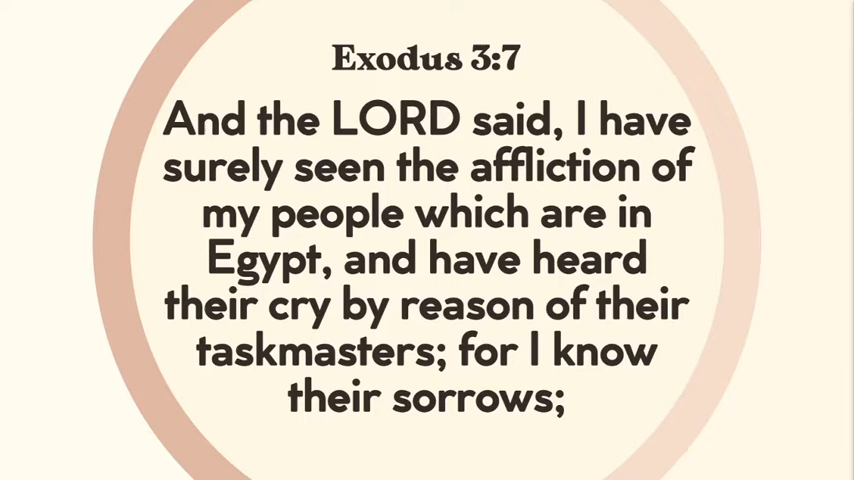 Exodus 3:7
And the LORD said, I have
surely seen the affliction of
my people which are in
Egypt, and have heard
their cry by reason of their
taskmasters; for I know
their sorrows;